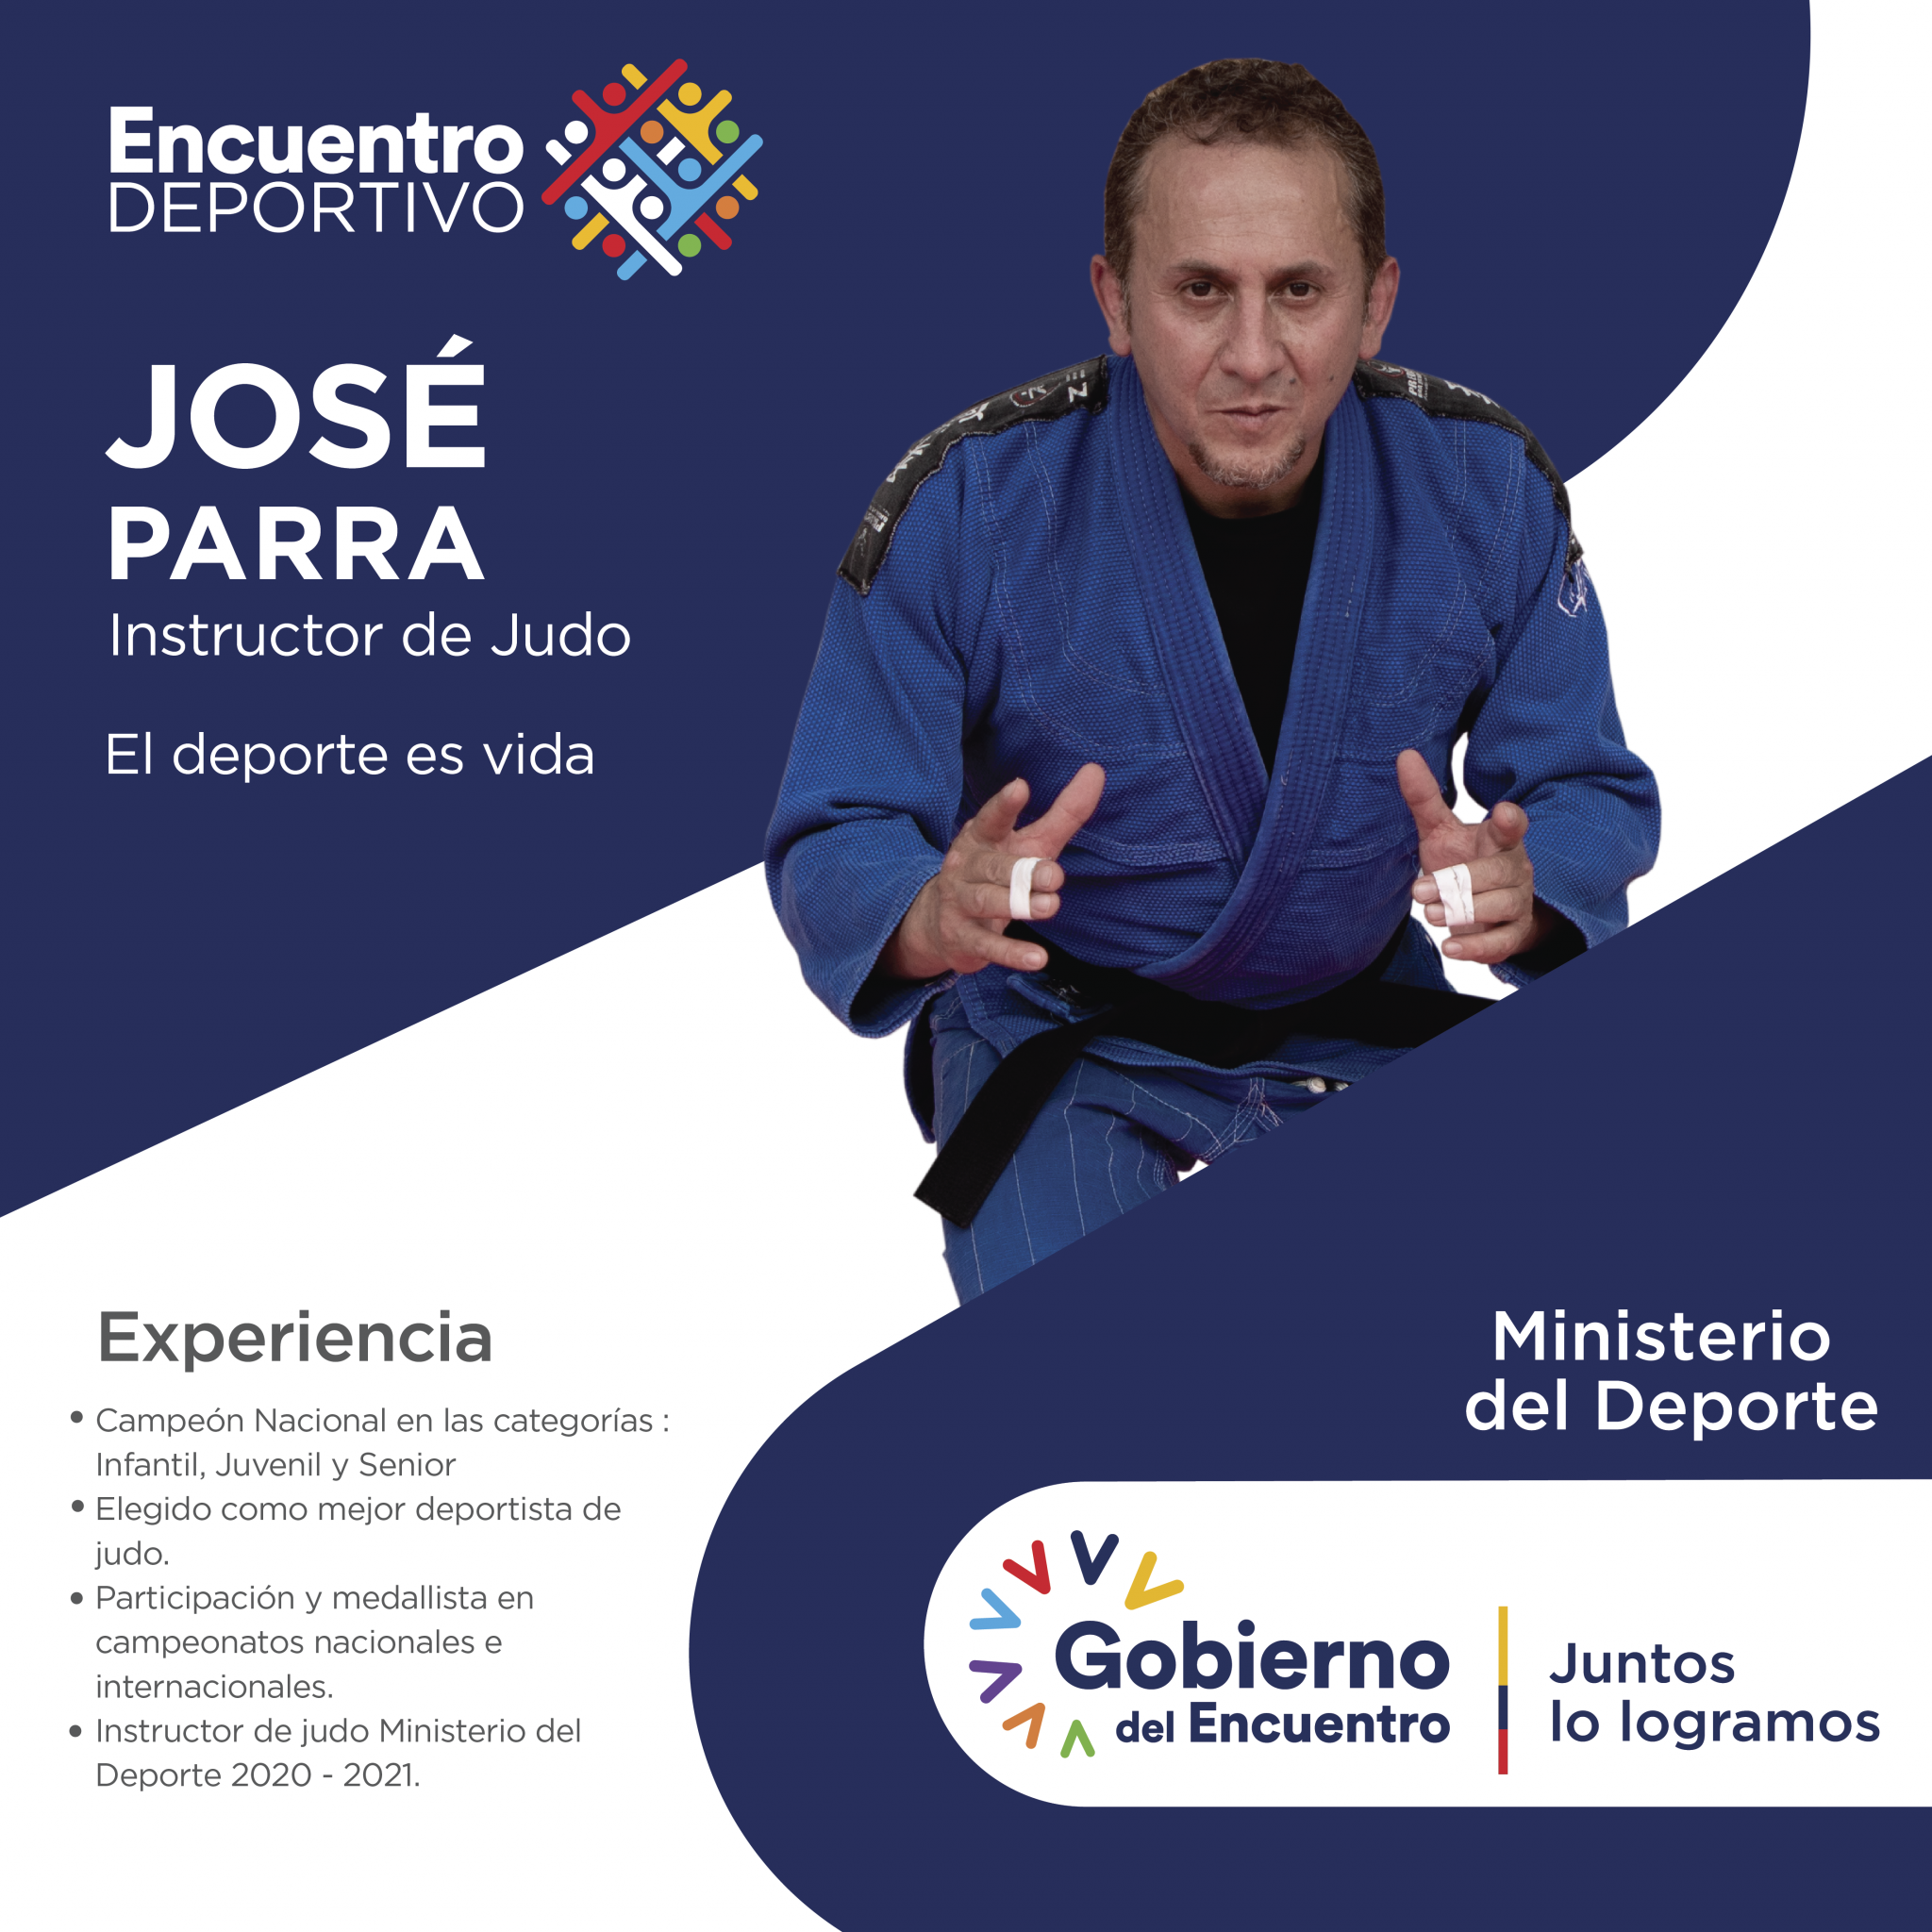 Encuentro
DEPORTIVO
JOSÉ
PARRA
Instructor de Judo
El deporte es vida
Experiencia
• Campeón Nacional en las categorías :
Infantil, Juvenil y Senior
• Elegido como mejor deportista de
judo.
• Participación y medallista en
campeonatos nacionales e
internacionales.
• Instructor de judo Ministerio del
Deporte 2020 - 2021.
Ministerio
del Deporte
Gobierno
del Encuentro
Juntos
lo logramos